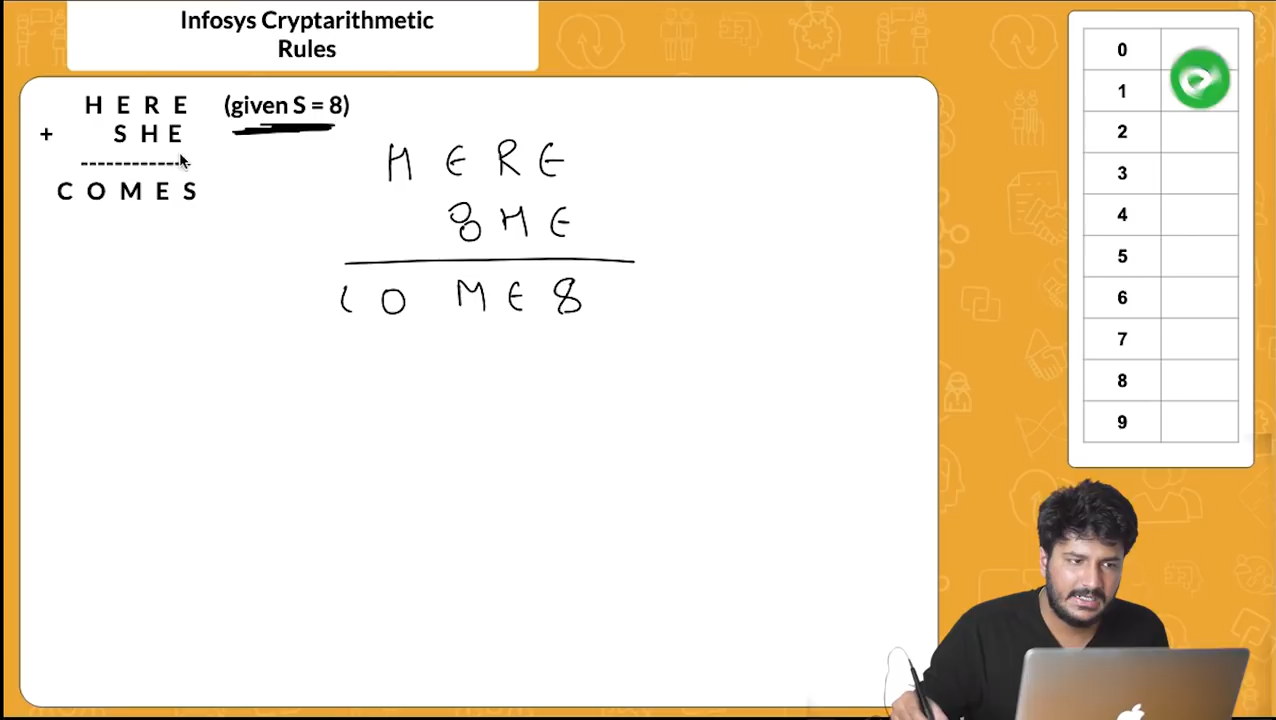 Infosys Cryptarithmetic
Rules
H E R E (given S = 8)
+ S H E
------------
C O M E S
H E R E
8 H E
C O M E 8
0
1
2
3
4
5
6
7
8
9